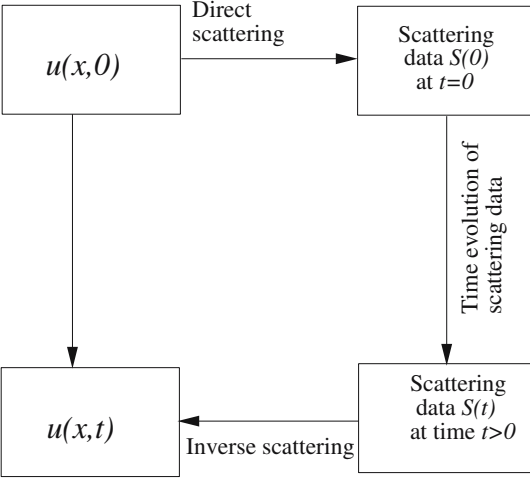 Direct
scattering
u(x,0)
Scattering
data S(0)
at t=0
Time evolution of
scattering data
u(x,t)
Inverse scattering
Scattering
data S(t)
at time t>0